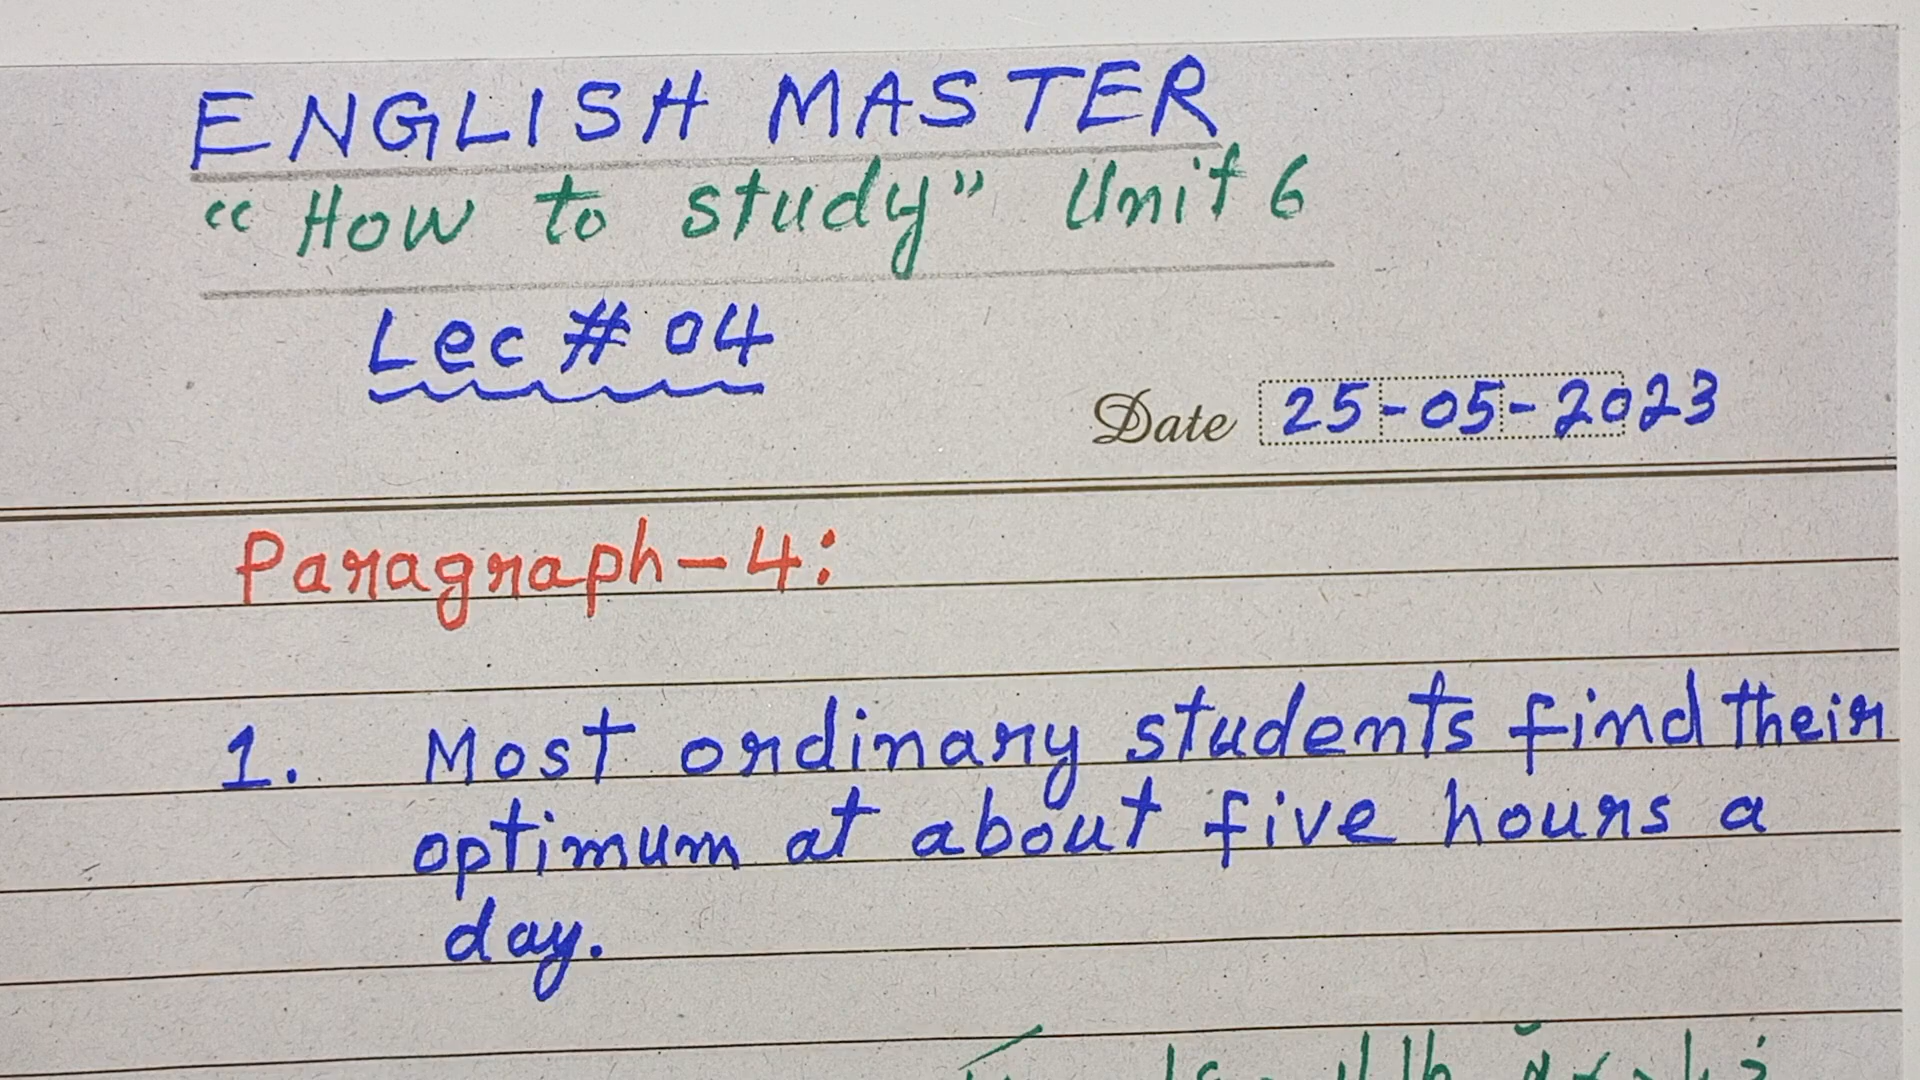 ENGLISH MASTER
“How to study” Unit 6
Lec # 04
Date 25-05-2023
Paragraph-4:
1. Most ordinary students find their
optimum at about five hours a
day.